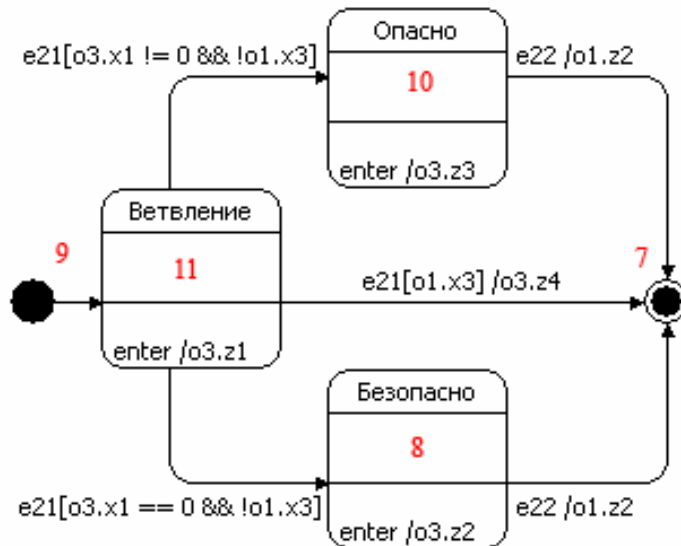 Опасно
e21[o3.x1 != 0 && !o1.x3]
e22 /o1.z2
10
enter /o3.z3
Ветвление
9
11
7
e21[o1.x3] /o3.z4
enter /o3.z1
Безопасно
8
e21[o3.x1 == 0 && !o1.x3]
e22 /o1.z2
enter /o3.z2